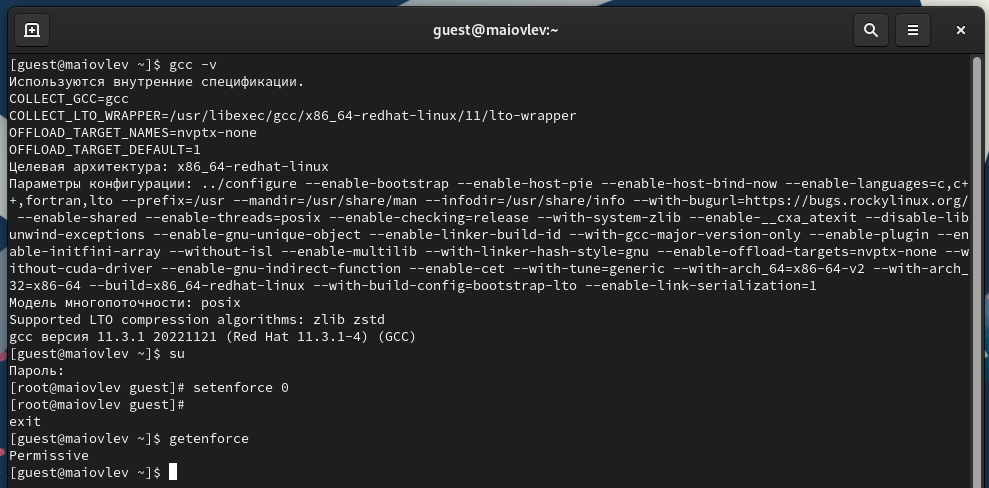 guest@maiovlev:~
[guest@maiovlev ~]$ gcc -v
Используются внутренние спецификации.
COLLECT_GCC=gcc
COLLECT_LTO_WRAPPER=/usr/libexec/gcc/x86_64-redhat-linux/11/lto-wrapper
OFFLOAD_TARGET_NAMES=nvptx-none
OFFLOAD_TARGET_DEFAULT=1
Целевая архитектура: x86_64-redhat-linux
Параметры конфигурации: ../configure --enable-bootstrap --enable-host-pie --enable-host-bind-now --enable-languages=c,c+
+,fortran,lto --prefix=/usr --mandir=/usr/share/man --infodir=/usr/share/info --with-bugurl=https://bugs.rockylinux.org/
 --enable-shared --enable-threads=posix --enable-checking=release --with-system-zlib --enable-__cxa_atexit --disable-lib
unwind-exceptions --enable-gnu-unique-object --enable-linker-build-id --with-gcc-major-version-only --enable-plugin --en
able-initfini-array --without-isl --enable-multilib --with-linker-hash-style=gnu --enable-offload-targets=nvptx-none --w
ithout-cuda-driver --enable-gnu-indirect-function --enable-cet --with-tune=generic --with-arch_64=x86-64-v2 --with-arch_
32=x86-64 --build=x86_64-redhat-linux --with-build-config=bootstrap-lto --enable-link-serialization=1
Модель многопоточности: posix
Supported LTO compression algorithms: zlib zstd
gcc версия 11.3.1 20221121 (Red Hat 11.3.1-4) (GCC)
[guest@maiovlev ~]$ su
Пароль:
[root@maiovlev guest]# setenforce 0
[root@maiovlev guest]#
exit
[guest@maiovlev ~]$ getenforce
Permissive
[guest@maiovlev ~]$